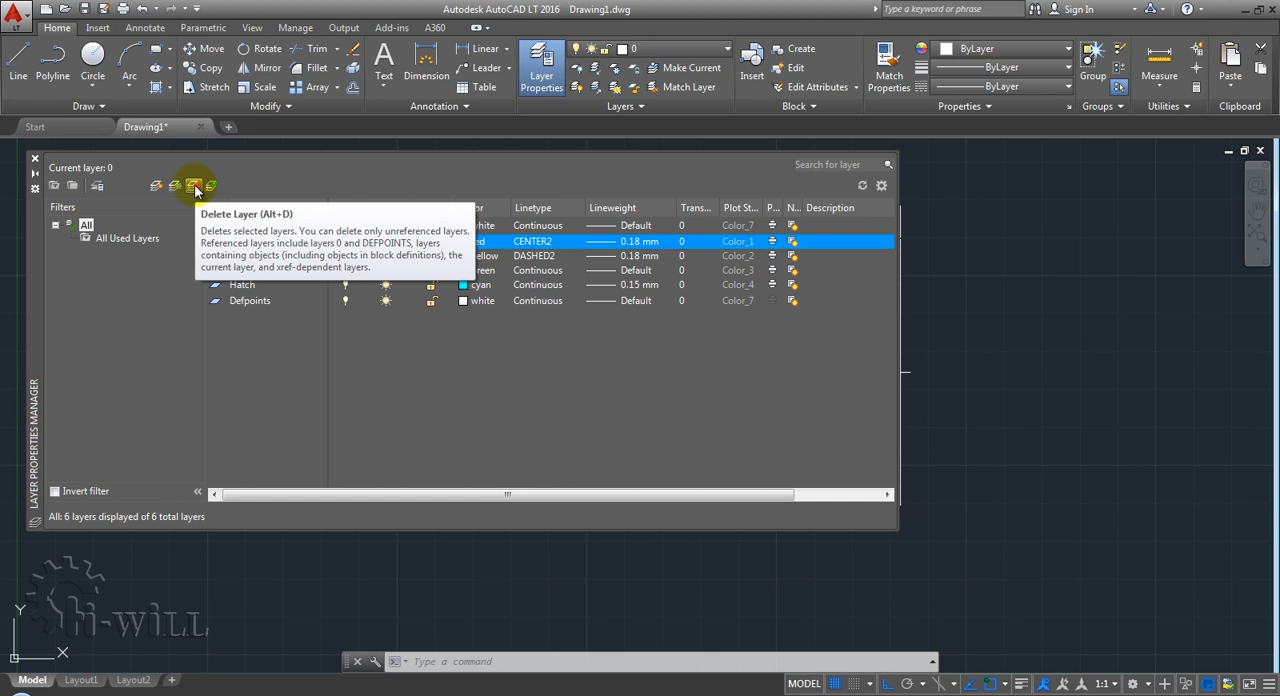 LT
Autodesk AutoCAD LT 2016 Drawing1.dwg
Type a keyword or phrase
Sign In
Home Insert Annotate Parametric View Manage Output Add-ins A360
Line Polyline Circle Arc
Move Rotate Trim
Copy Mirror Fillet
Stretch Scale Array
Text Dimension
Linear
Leader
Table
Layer
Properties
0
Make Current
Match Layer
Insert
Create
Edit
Edit Attributes
Match
Properties
ByLayer
ByLayer
ByLayer
Group Measure Paste
Draw Modify Annotation Layers Block Properties Groups Utilities Clipboard
Start Drawing1*
Current layer: 0
Search for layer
Filters
Linetype Lineweight Trans... Plot St... P... N... Description
All
All Used Layers
Delete Layer (Alt+D)
Deletes selected layers. You can delete only unreferenced layers.
Referenced layers include layers 0 and DEFPOINTS, layers
containing objects (including objects in block definitions), the
current layer, and xref-dependent layers.
Continuous Default 0 Color_7
CENTER2 0.18 mm 0 Color_1
DASHED2 0.18 mm 0 Color_2
Continuous Default 0 Color_3
Hatch cyan Continuous 0.15 mm 0 Color_4
Defpoints white Continuous Default 0 Color_7
LAYER PROPERTIES MANAGER
Invert filter
All: 6 layers displayed of 6 total layers
hi-will
Y
X
Type a command
Model Layout1 Layout2
MODEL
1:1